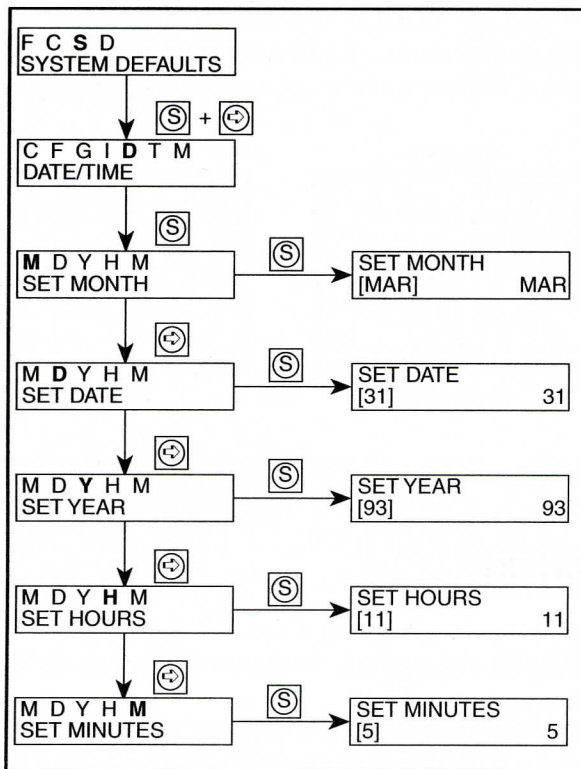 F C S D
SYSTEM DEFAULTS
S + ➪
C F G I D T M
DATE/TIME
S
M D Y H M
SET MONTH
S
SET MONTH
[MAR] MAR
➪
M D Y H M
SET DATE
S
SET DATE
[31] 31
➪
M D Y H M
SET YEAR
S
SET YEAR
[93] 93
➪
M D Y H M
SET HOURS
S
SET HOURS
[11] 11
➪
M D Y H M
SET MINUTES
S
SET MINUTES
[5] 5